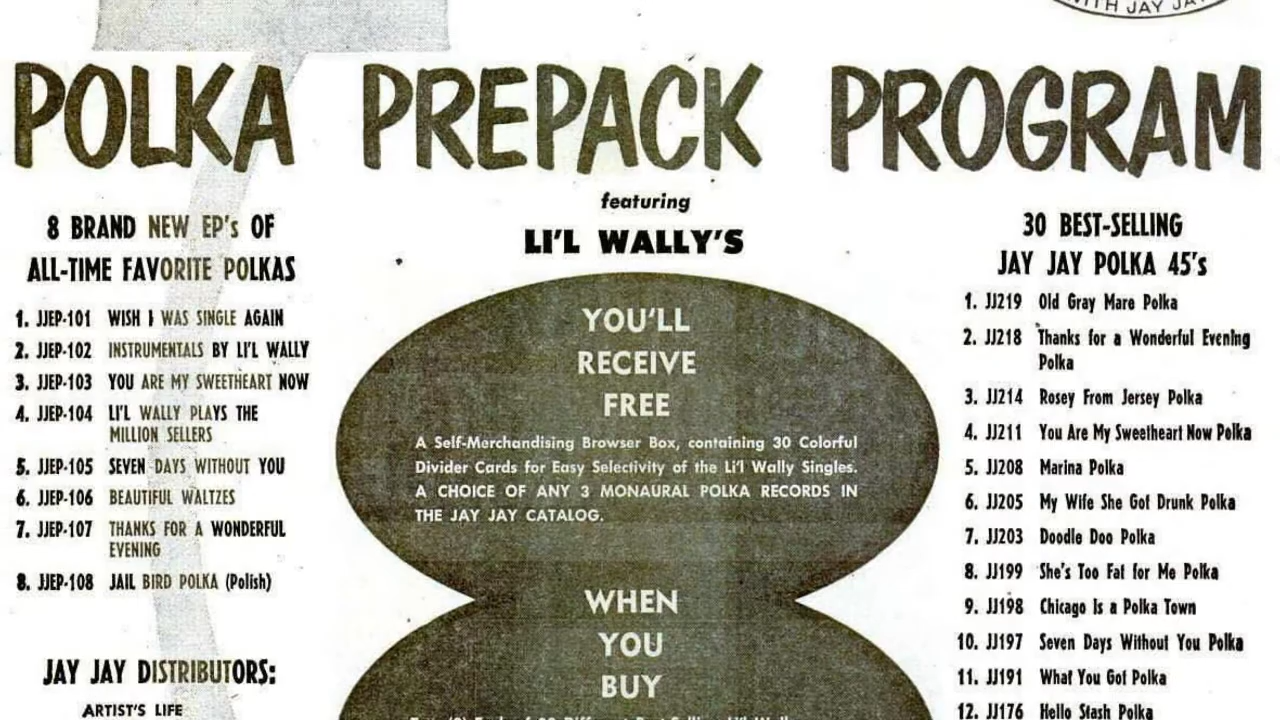 WITH JAY JAY
POLKA PREPACK PROGRAM
featuring
LI'L WALLY'S
8 BRAND NEW EP's OF
ALL-TIME FAVORITE POLKAS
1. JJEP-101 WISH I WAS SINGLE AGAIN
2. JJEP-102 INSTRUMENTALS BY LI'L WALLY
3. JJEP-103 YOU ARE MY SWEETHEART NOW
4. JJEP-104 LI'L WALLY PLAYS THE
MILLION SELLERS
5. JJEP-105 SEVEN DAYS WITHOUT YOU
6. JJEP-106 BEAUTIFUL WALTZES
7. JJEP-107 THANKS FOR A WONDERFUL
EVENING
8. JJEP-108 JAIL BIRD POLKA (Polish)
JAY JAY DISTRIBUTORS:
ARTIST'S LIFE
YOU'LL
RECEIVE
FREE
A Self-Merchandising Browser Box, containing 30 Colorful
Divider Cards for Easy Selectivity of the Li'l Wally Singles.
A CHOICE OF ANY 3 MONAURAL POLKA RECORDS IN
THE JAY JAY CATALOG.
WHEN
YOU
BUY
30 BEST-SELLING
JAY JAY POLKA 45's
1. JJ219 Old Gray Mare Polka
2. JJ218 Thanks for a Wonderful Evening
Polka
3. JJ214 Rosey From Jersey Polka
4. JJ211 You Are My Sweetheart Now Polka
5. JJ208 Marina Polka
6. JJ205 My Wife She Got Drunk Polka
7. JJ203 Doodle Doo Polka
8. JJ199 She's Too Fat for Me Polka
9. JJ198 Chicago Is a Polka Town
10. JJ197 Seven Days Without You Polka
11. JJ191 What You Got Polka
12. JJ176 Hello Stash Polka